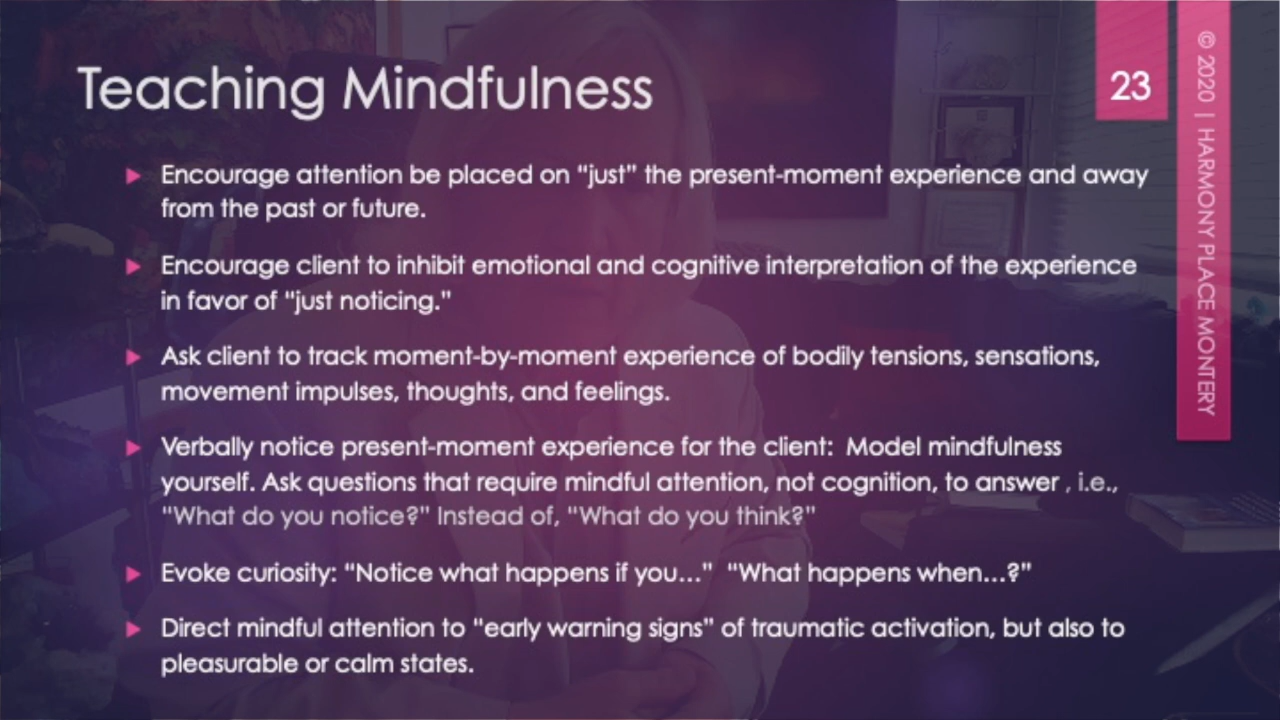 Teaching Mindfulness
23
© 2020 | HARMONY PLACE MONTERY
Encourage attention be placed on “just” the present-moment experience and away
from the past or future.
Encourage client to inhibit emotional and cognitive interpretation of the experience
in favor of “just noticing.”
Ask client to track moment-by-moment experience of bodily tensions, sensations,
movement impulses, thoughts, and feelings.
Verbally notice present-moment experience for the client:  Model mindfulness
yourself. Ask questions that require mindful attention, not cognition, to answer , i.e.,
“What do you notice?” Instead of, “What do you think?”
Evoke curiosity: “Notice what happens if you…”  “What happens when…?”
Direct mindful attention to “early warning signs” of traumatic activation, but also to
pleasurable or calm states.